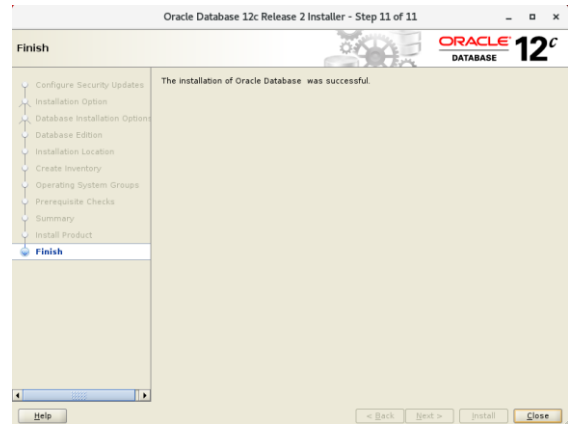 Oracle Database 12c Release 2 Installer - Step 11 of 11
Finish
ORACLE
DATABASE
12c
Configure Security Updates
Installation Option
Database Installation Options
Database Edition
Installation Location
Create Inventory
Operating System Groups
Prerequisite Checks
Summary
Install Product
Finish
The installation of Oracle Database was successful.
Help
< Back
Next >
Install
Close